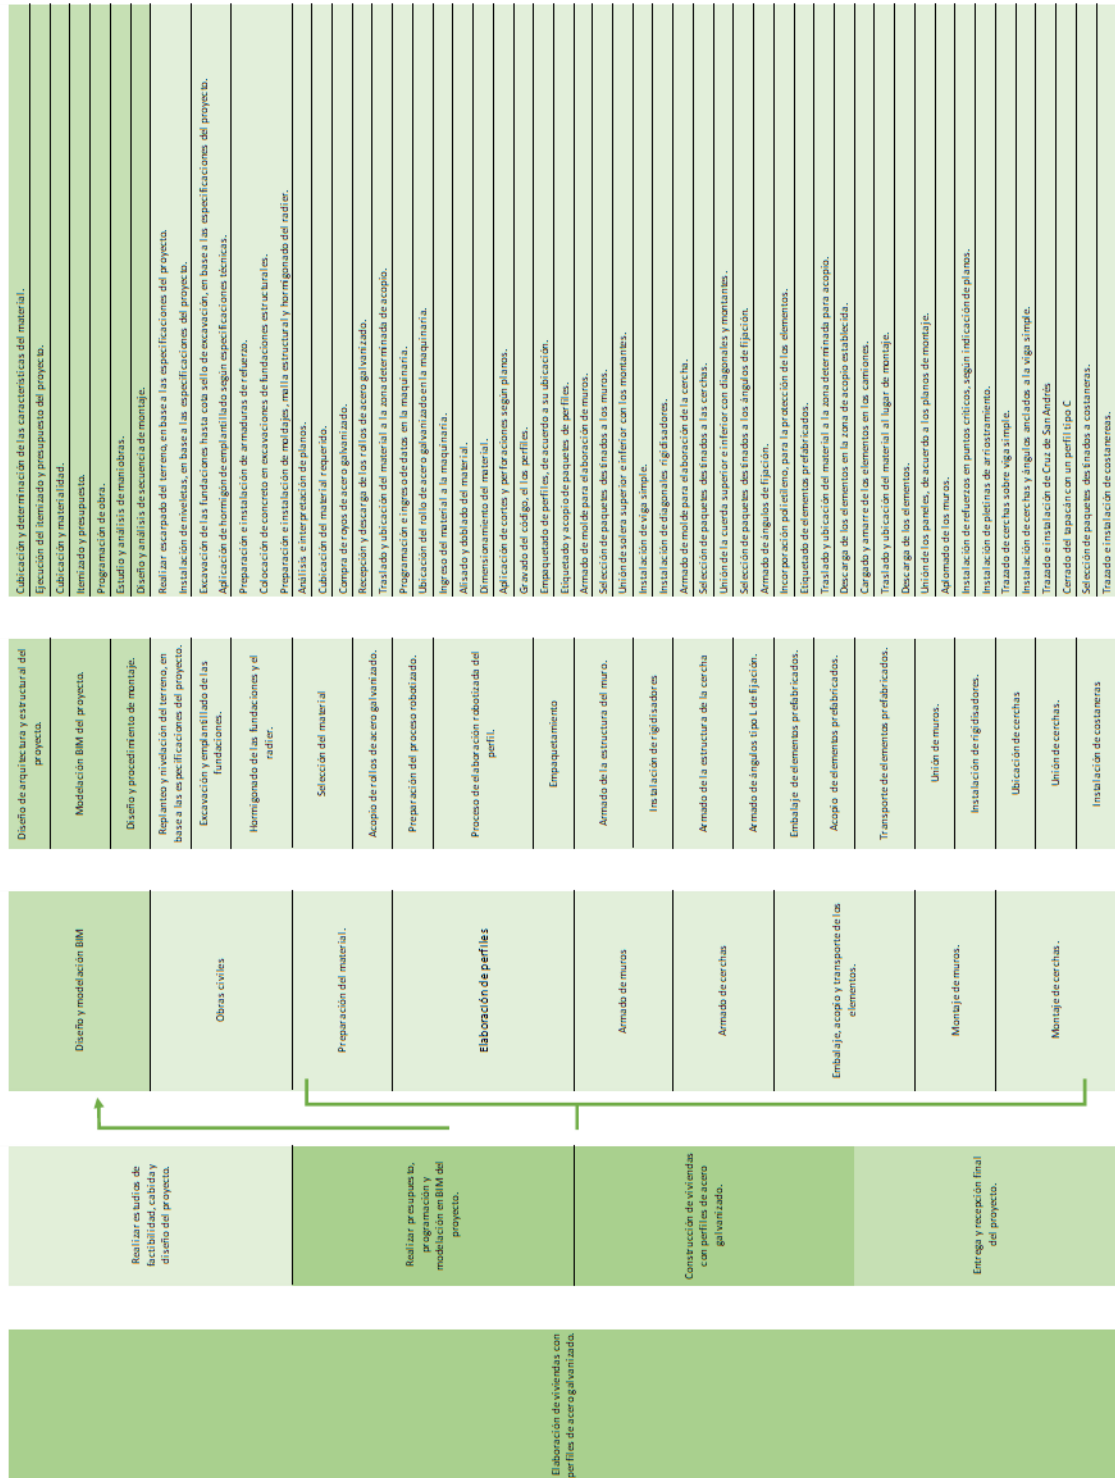 Elaboración de viviendas con
perfiles de acero galvanizado.
Realizar estudios de
factibilidad, cabida y
diseño del proyecto.
Realizar presupuesto,
programación y
modelación en BIM del
proyecto.
Construcción de viviendas
con perfiles de acero
galvanizado.
Entrega y recepción final
del proyecto.
Diseño y modelación BIM
Obras civiles
Preparación del material.
Elaboración de perfiles
Armado de muros
Armado de cerchas
Embalaje, acopio y transporte de los
elementos.
Montaje de muros.
Montaje de cerchas.
Diseño de arquitectura y estructural del
proyecto.
Modelación BIM del proyecto.
Diseño y procedimiento de montaje.
Replanteo y nivelación del terreno, en
base a las especificaciones del proyecto.
Excavación y emplantillado de las
fundaciones.
Hormigonado de las fundaciones y el
radier.
Selección del material
Acopio de rollos de acero galvanizado.
Preparación del proceso robotizado.
Proceso de elaboración robotizada del
perfil.
Empaquetamiento
Armado de la estructura del muro.
Instalación de rigidisadores
Armado de la estructura de la cercha
Armado de ángulos tipo L de fijación.
Embalaje de elementos prefabricados.
Acopio de elementos prefabricados.
Transporte de elementos prefabricados.
Unión de muros.
Instalación de rigidisadores.
Ubicación de cerchas
Unión de cerchas.
Instalación de costaneras
Cubicación y determinación de las características del material.
Ejecución del itemizado y presupuesto del proyecto.
Cubicación y materialidad.
Itemizado y presupuesto.
Programación de obra.
Estudio y análisis de maniobras.
Diseño y análisis de secuencia de montaje.
Realizar escarpado del terreno, en base a las especificaciones del proyecto.
Instalación de niveletas, en base a las especificaciones del proyecto.
Excavación de las fundaciones hasta cota sello de excavación, en base a las especificaciones del proyecto.
Aplicación de hormigón de emplantillado según especificaciones técnicas.
Preparación e instalación de armaduras de refuerzo.
Colocación de concreto en excavaciones de fundaciones estructurales.
Preparación e instalación de moldajes, malla estructural y hormigonado del radier.
Análisis e interpretación de planos.
Cubicación del material requerido.
Compra de royos de acero galvanizado.
Recepción y descarga de los rollos de acero galvanizado.
Traslado y ubicación del material a la zona determinada de acopio.
Programación e ingreso de datos en la maquinaria.
Ubicación del rollo de acero galvanizado en la maquinaria.
Ingreso del material a la maquinaria.
Alisado y doblado del material.
Dimensionamiento del material.
Aplicación de cortes y perforaciones según planos.
Gravado del código, el los perfiles.
Empaquetado de perfiles, de acuerdo a su ubicación.
Etiquetado y acopio de paquetes de perfiles.
Armado de molde para elaboración de muros.
Selección de paquetes destinados a los muros.
Unión de solera superior e inferior con los montantes.
Instalación de viga simple.
Instalación de diagonales rigidisadores.
Armado de molde para elaboración de la cercha.
Selección de paquetes destinados a las cerchas.
Unión de la cuerda superior e inferior con diagonales y montantes.
Selección de paquetes destinados a los ángulos de fijación.
Armado de ángulos de fijación.
Incorporación polietileno, para la protección de los elementos.
Etiquetado de elementos prefabricados.
Traslado y ubicación del material a la zona determinada para acopio.
Descarga de los elementos en la zona de acopio establecida.
Cargado y amarre de los elementos en los camiones.
Traslado y ubicación del material al lugar de montaje.
Descarga de los elementos.
Unión de los paneles, de acuerdo a los planos de montaje.
Aplomado de los muros.
Instalación de refuerzos en puntos críticos, según indicación de planos.
Instalación de pletinas de arriostramiento.
Trazado de cerchas sobre viga simple.
Instalación de cerchas y ángulos anclados a la viga simple.
Trazado e instalación de Cruz de San Andrés
Cerrado del tapacán con un perfil tipo C
Selección de paquetes destinados a costaneras.
Trazado e instalación de costanereas.